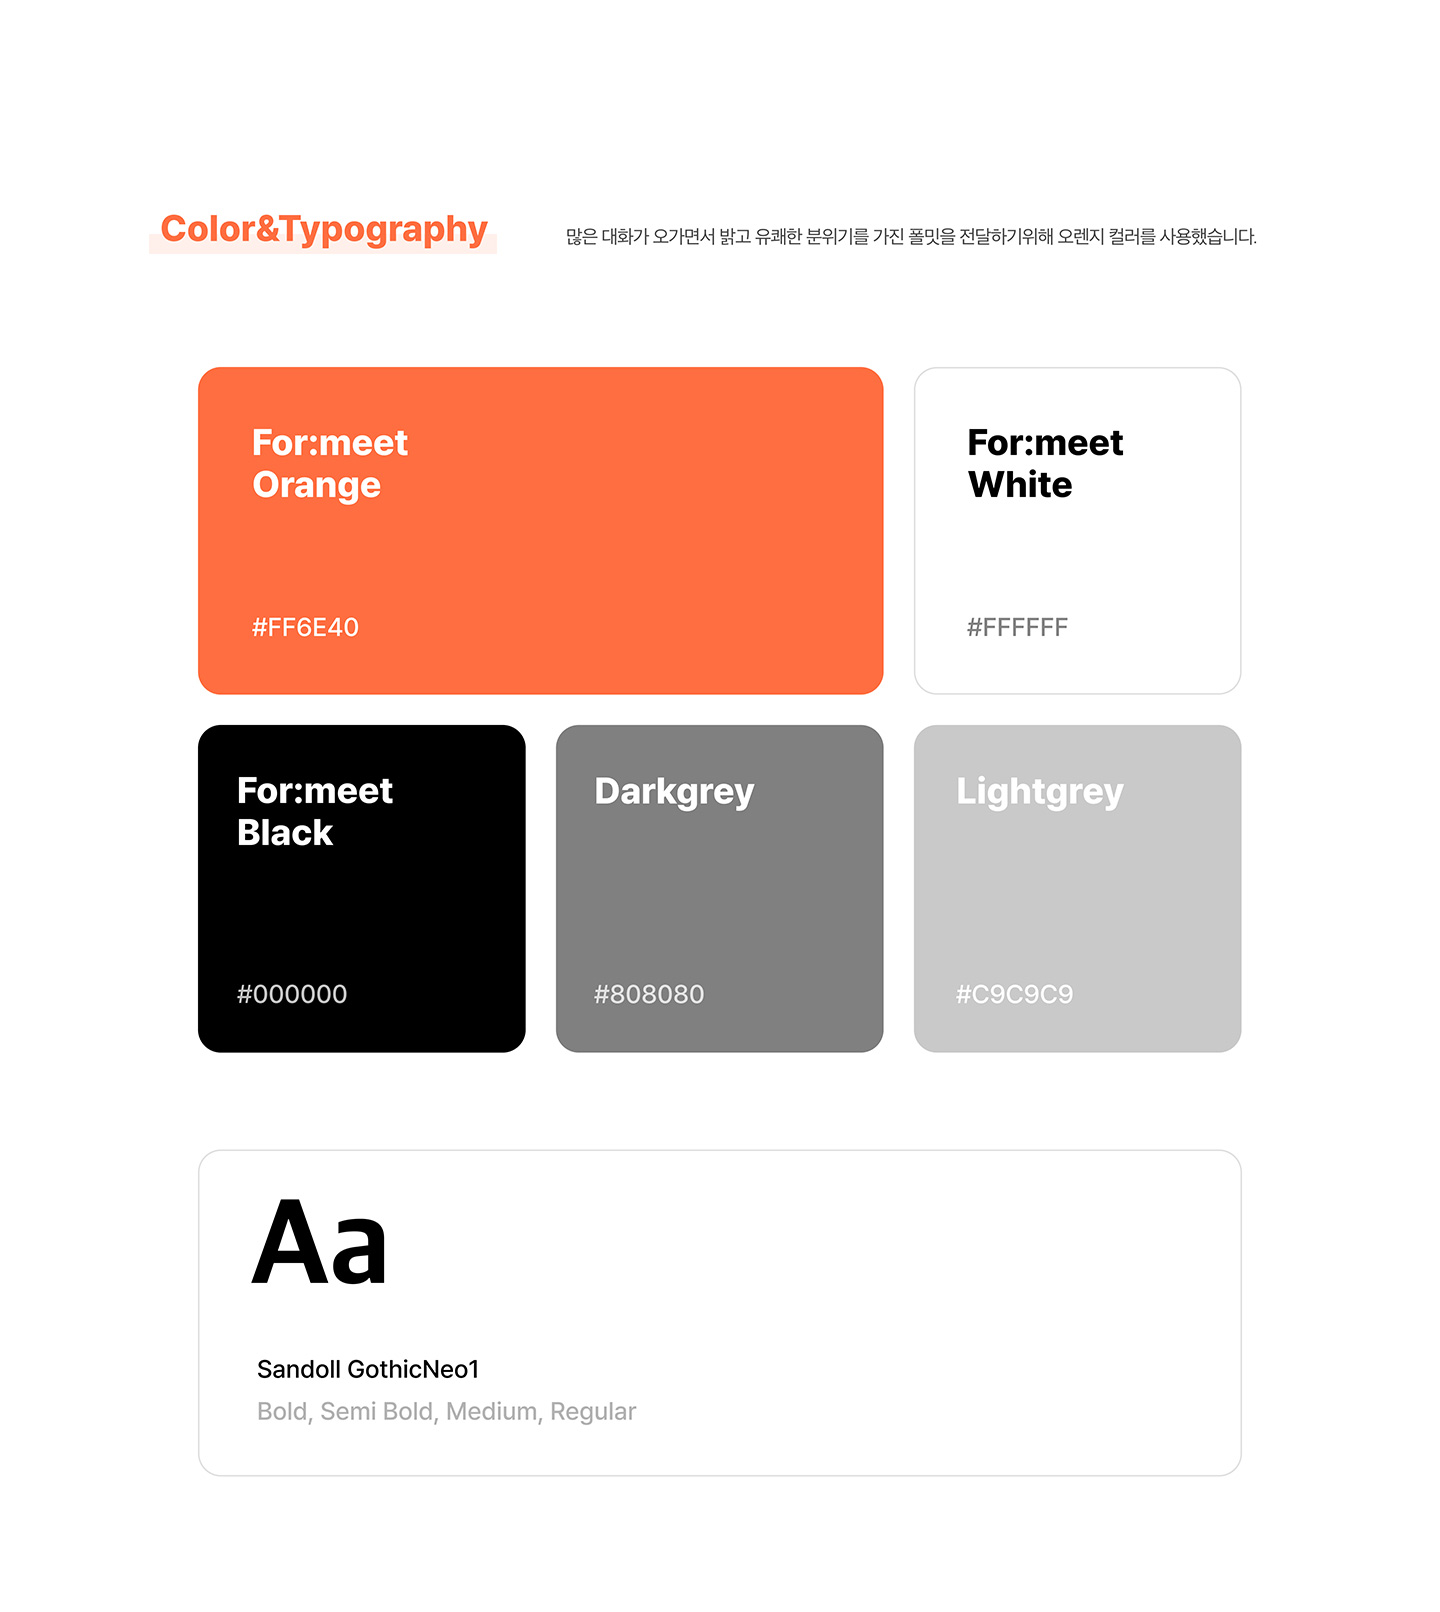 Color&Typography
많은 대화가 오가면서 밝고 유쾌한 분위기를 가진 폴밋을 전달하기위해 오렌지 컬러를 사용했습니다.
For:meet
Orange
#FF6E40
For:meet
White
#FFFFFF
For:meet
Black
#000000
Darkgrey
#808080
Lightgrey
#C9C9C9
Aa
Sandoll GothicNeo1
Bold, Semi Bold, Medium, Regular